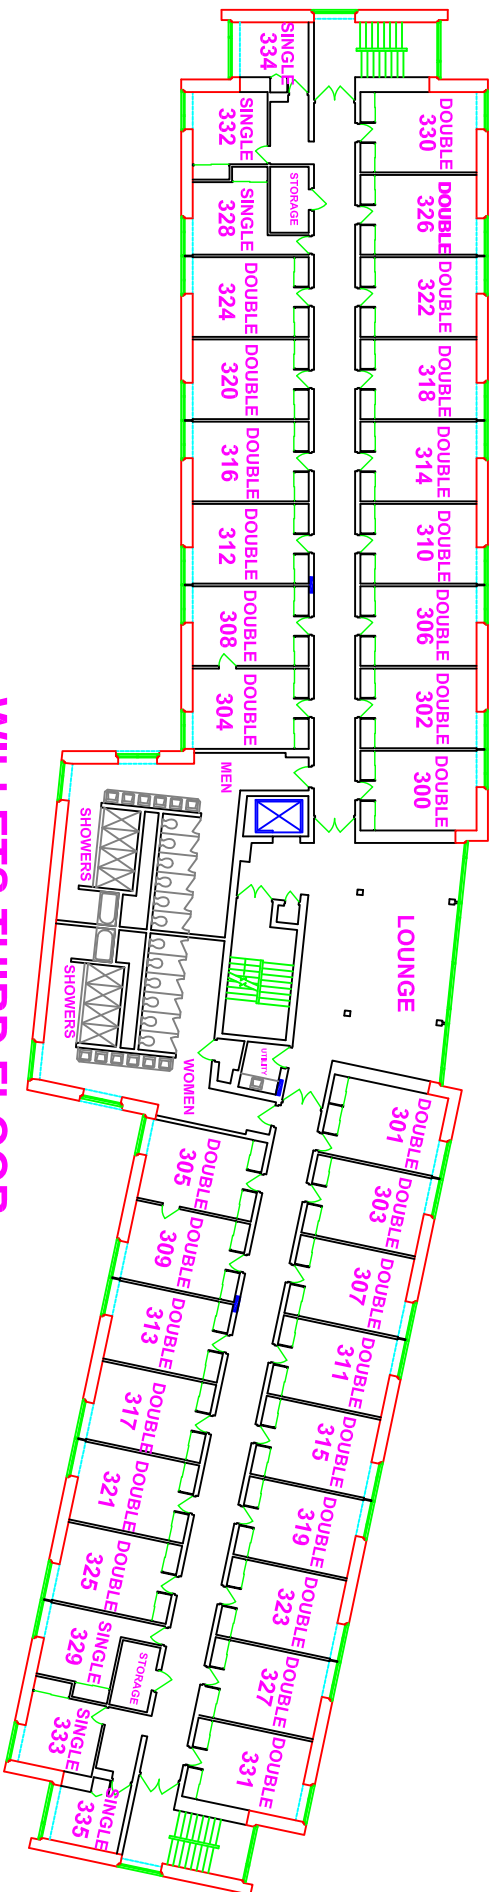 DOUBLE
330
DOUBLE
326
DOUBLE
322
DOUBLE
318
DOUBLE
314
DOUBLE
310
DOUBLE
306
DOUBLE
302
DOUBLE
300
LOUNGE
DOUBLE
301
DOUBLE
303
DOUBLE
307
DOUBLE
311
DOUBLE
315
DOUBLE
319
DOUBLE
323
DOUBLE
327
DOUBLE
331
SINGLE
334
SINGLE
332
STORAGE
SINGLE
328
DOUBLE
324
DOUBLE
320
DOUBLE
316
DOUBLE
312
DOUBLE
308
DOUBLE
304
MEN
SHOWERS
SHOWERS
UTILITY
WOMEN
DOUBLE
305
DOUBLE
309
DOUBLE
313
DOUBLE
317
DOUBLE
321
DOUBLE
325
SINGLE
329
STORAGE
SINGLE
333
SINGLE
335
WILLETS THIRD FLOOR